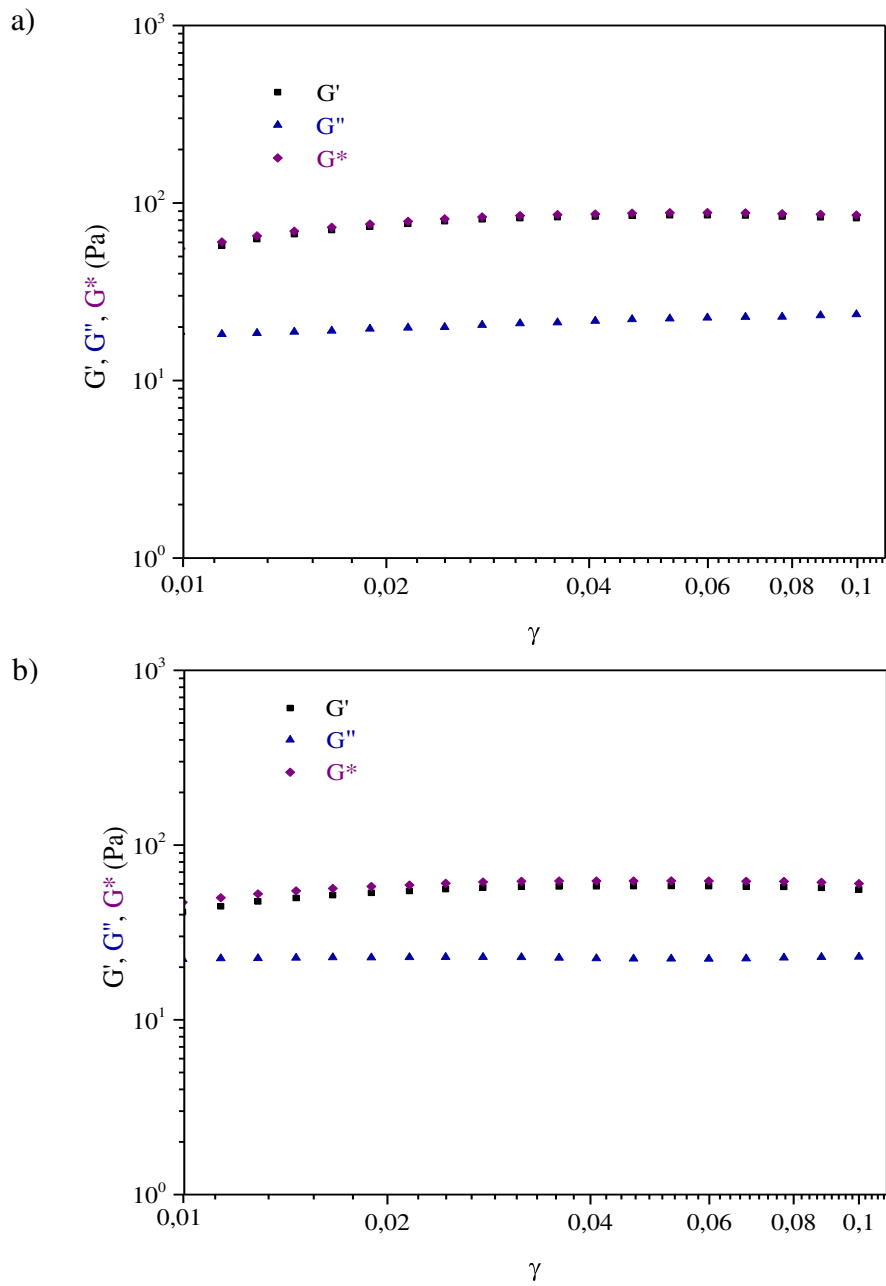 a)
10³
G'
G"
G*
10²
G', G", G* (Pa)
10¹
10⁰
0,01 0,02 0,04 0,06 0,08 0,1
γ
b)
10³
G'
G"
G*
10²
G', G", G* (Pa)
10¹
10⁰
0,01 0,02 0,04 0,06 0,08 0,1
γ